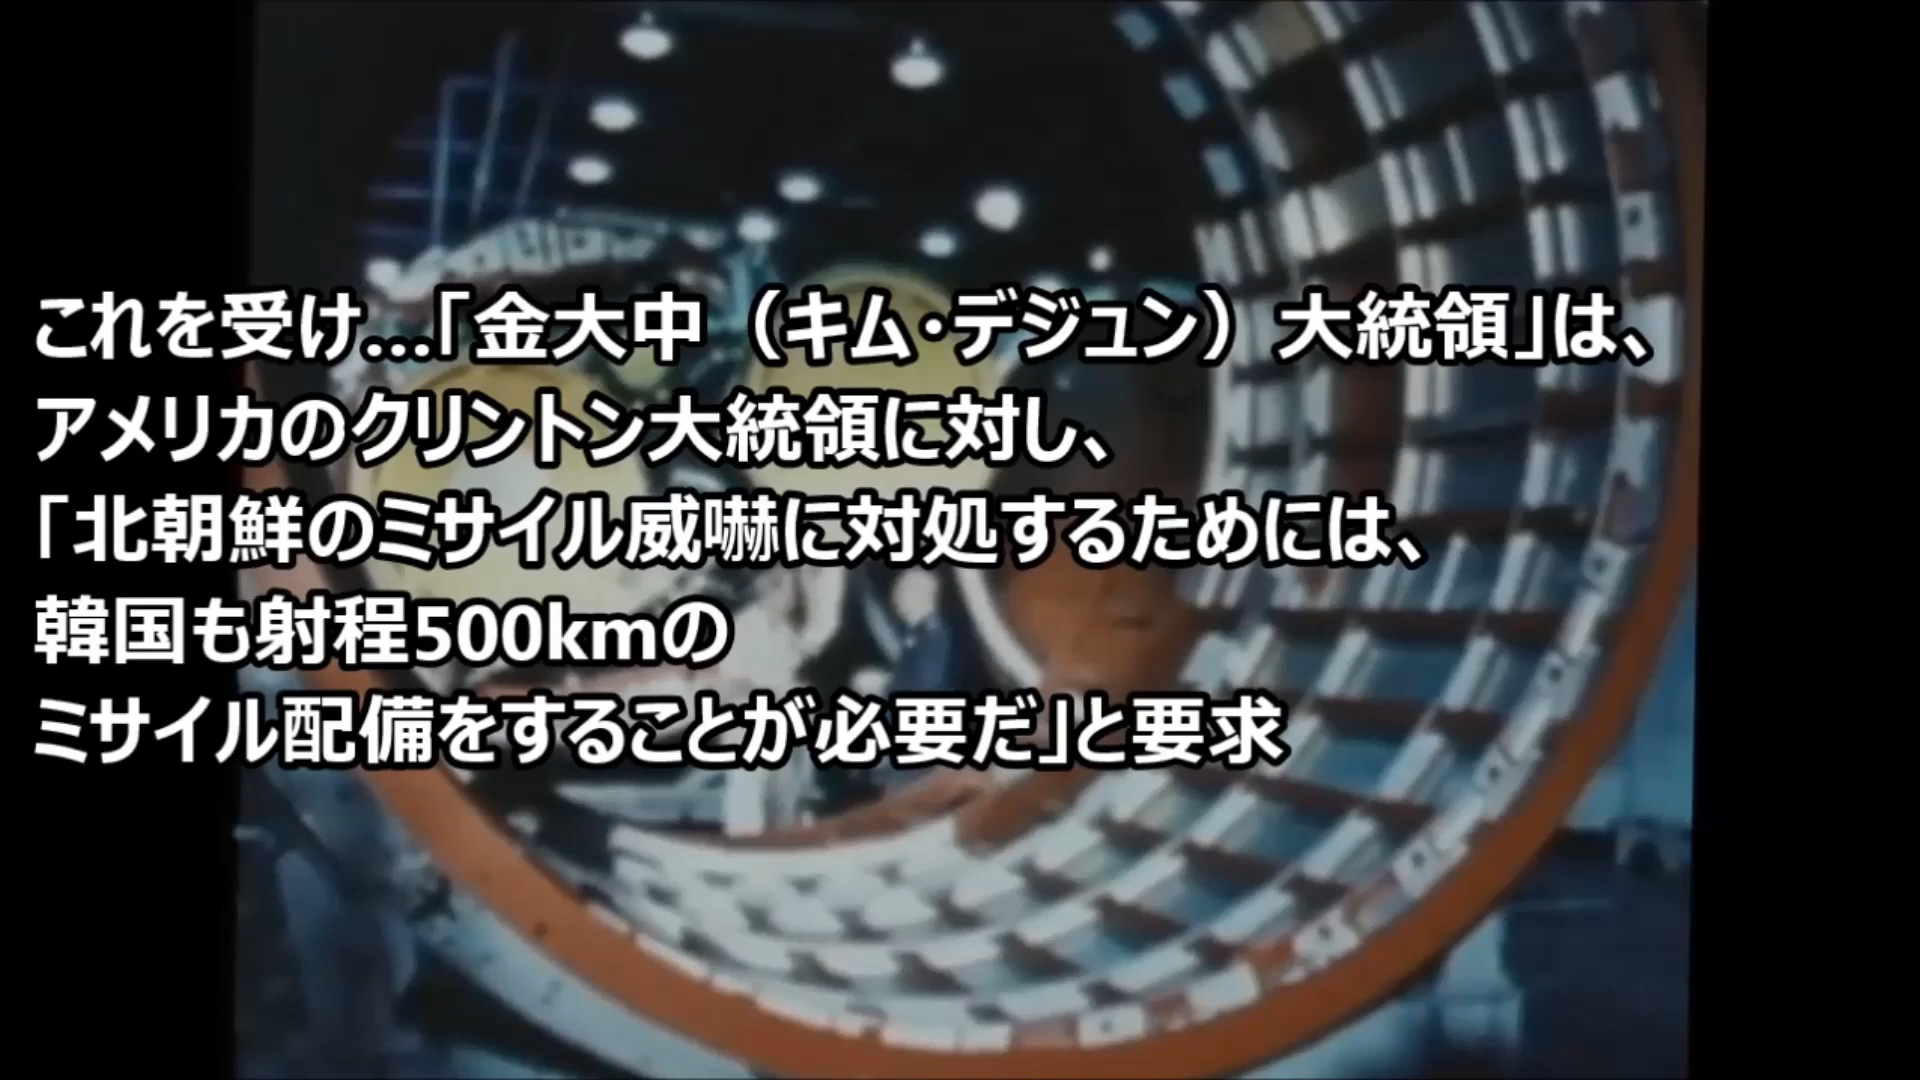 これを受け…｢金大中（キム･デジュン）大統領｣は､
アメリカのクリントン大統領に対し､
｢北朝鮮のミサイル威嚇に対処するためには､
韓国も射程500kmの
ミサイル配備をすることが必要だ｣と要求